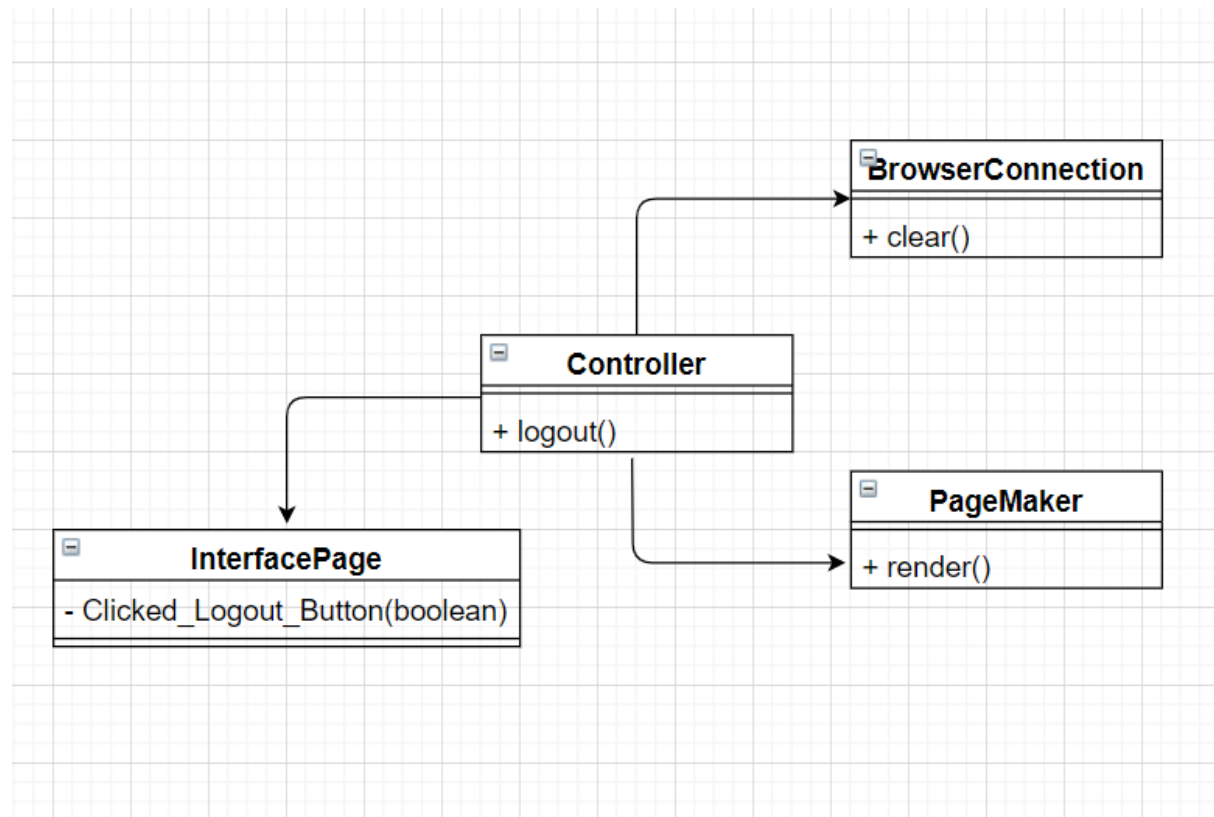 BrowserConnection
+ clear()
Controller
+ logout()
PageMaker
+ render()
InterfacePage
- Clicked_Logout_Button(boolean)